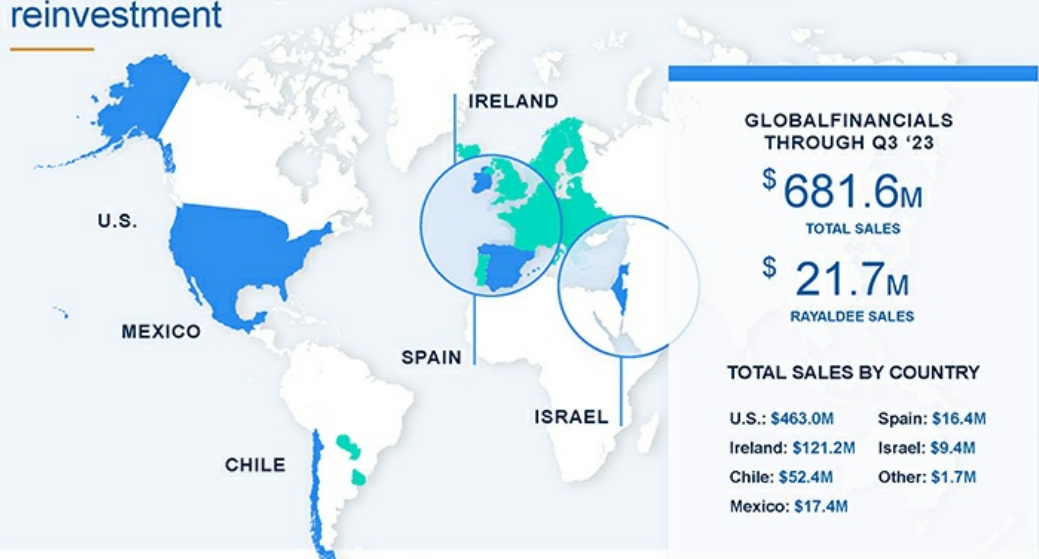 reinvestment
IRELAND
U.S.
MEXICO
SPAIN
ISRAEL
CHILE
GLOBALFINANCIALS
THROUGH Q3 ‘23
$681.6M
TOTAL SALES
$21.7M
RAYALDEE SALES
TOTAL SALES BY COUNTRY
U.S.: $463.0M Spain: $16.4M
Ireland: $121.2M Israel: $9.4M
Chile: $52.4M Other: $1.7M
Mexico: $17.4M